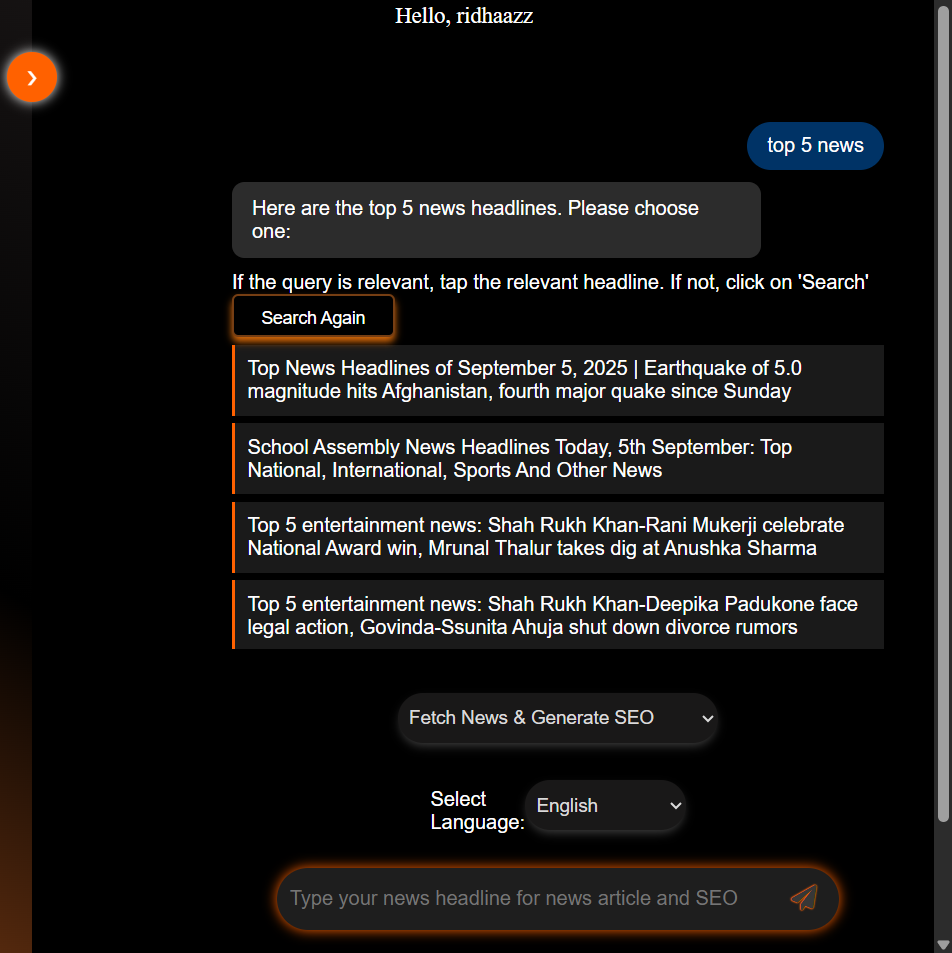 Hello, ridhaazz
top 5 news
Here are the top 5 news headlines. Please choose
one:
If the query is relevant, tap the relevant headline. If not, click on 'Search'
Search Again
Top News Headlines of September 5, 2025 | Earthquake of 5.0
magnitude hits Afghanistan, fourth major quake since Sunday
School Assembly News Headlines Today, 5th September: Top
National, International, Sports And Other News
Top 5 entertainment news: Shah Rukh Khan-Rani Mukerji celebrate
National Award win, Mrunal Thalur takes dig at Anushka Sharma
Top 5 entertainment news: Shah Rukh Khan-Deepika Padukone face
legal action, Govinda-Ssunita Ahuja shut down divorce rumors
Fetch News & Generate SEO
Select
Language:
English
Type your news headline for news article and SEO